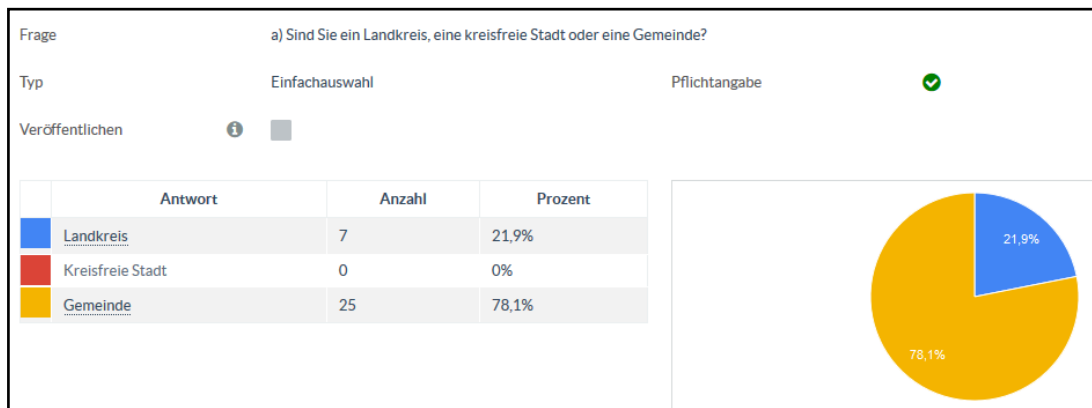 Frage a) Sind Sie ein Landkreis, eine kreisfreie Stadt oder eine Gemeinde?
Typ Einfachauswahl Pflichtangabe
Veröffentlichen
Antwort Anzahl Prozent
Landkreis 7 21,9%
Kreisfreie Stadt 0 0%
Gemeinde 25 78,1%
21,9%
78,1%